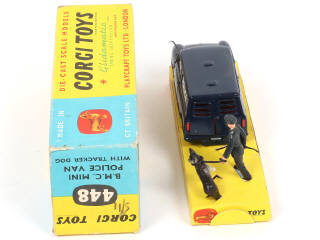 DIE-CAST SCALE MODELS
CORGI TOYS
Glidamatic
PLAYCRAFT TOYS LTD. LONDON
MADE IN
GT BRITAIN
B.M.C. MINI
POLICE VAN
WITH TRACKER DOG
448
CORGI TOYS
TOYS